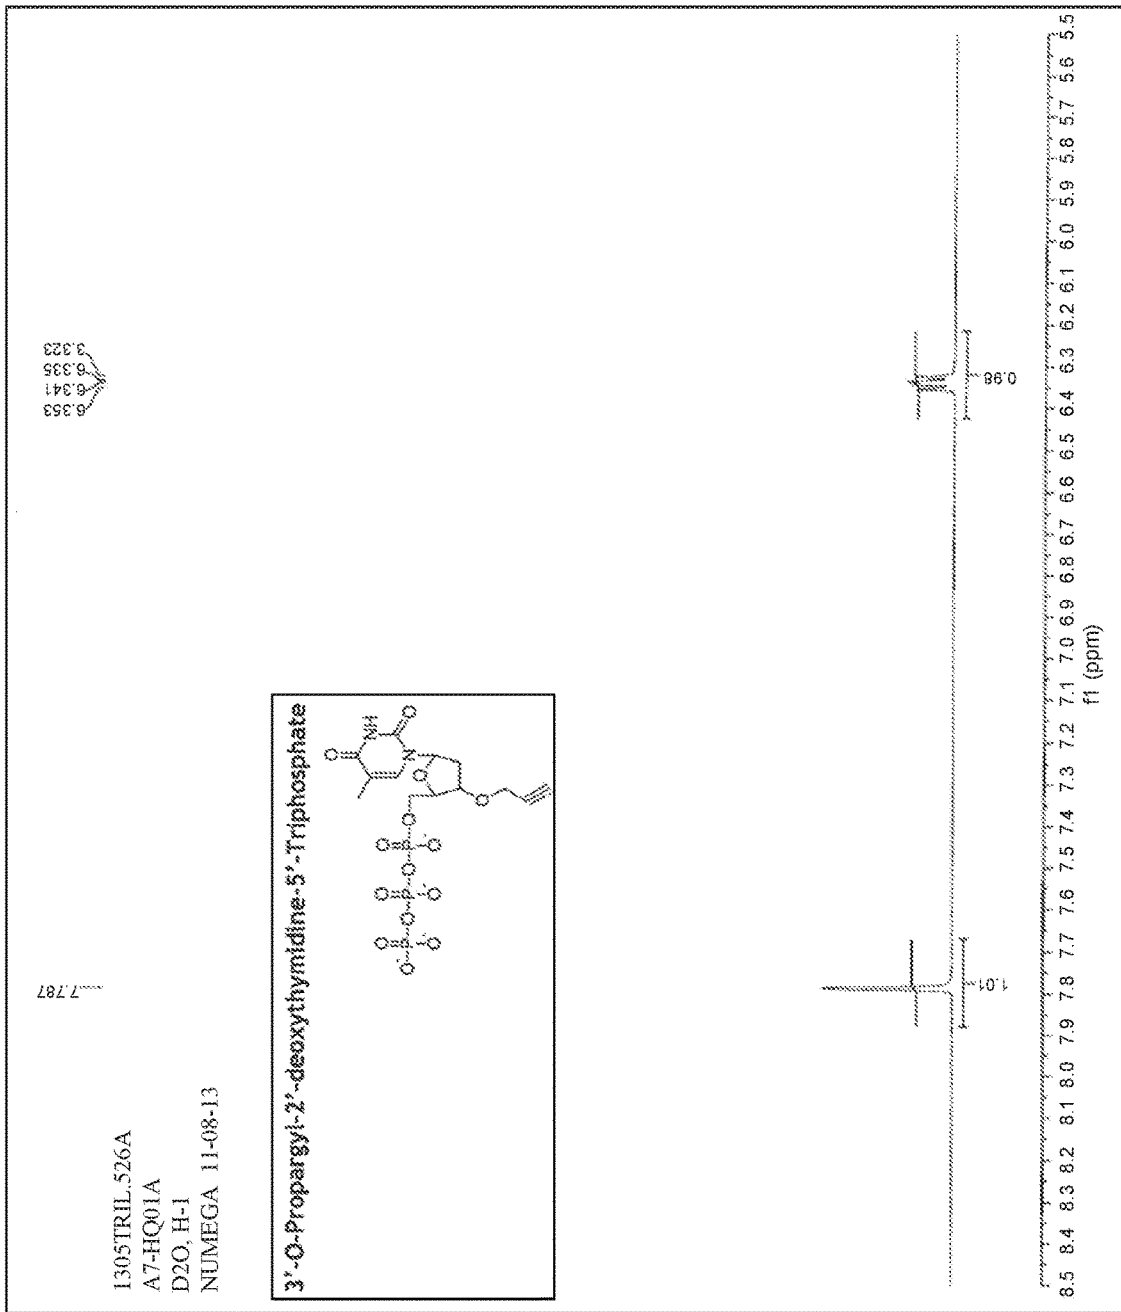 7.787
6.353
6.341
6.335
3.323
1305TRIL.526A
A7-HQ01A
D2O, H-1
NUMEGA 11-08-13
3'-O-Propargyl-2'-deoxythymidine-5'-Triphosphate
O
O O O NH
-O P O P O P O N O
O- O- O- O
O
1.01
0.98
8.5 8.4 8.3 8.2 8.1 8.0 7.9 7.8 7.7 7.6 7.5 7.4 7.3 7.2 7.1 7.0 6.9 6.8 6.7 6.6 6.5 6.4 6.3 6.2 6.1 6.0 5.9 5.8 5.7 5.6 5.5
f1 (ppm)